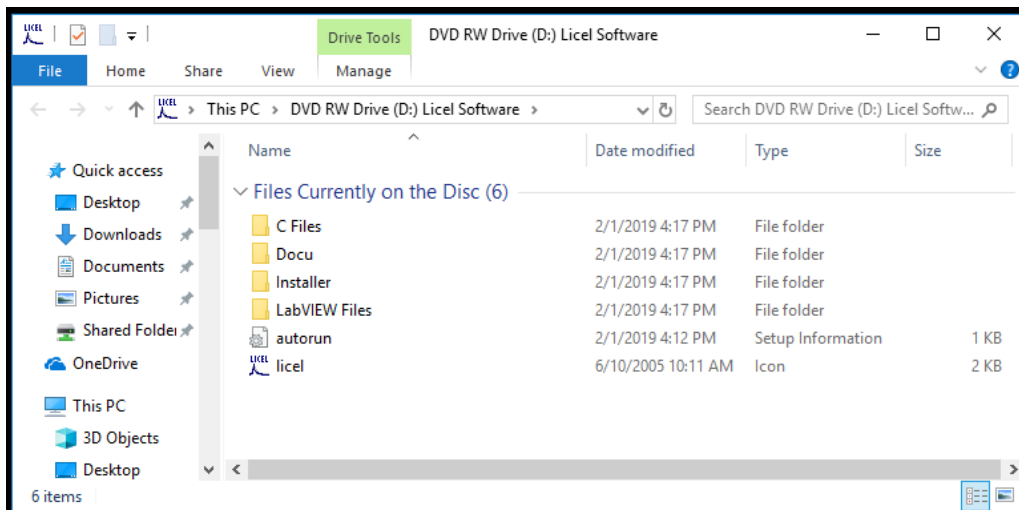 LICEL
Drive Tools
DVD RW Drive (D:) Licel Software
File Home Share View Manage
?
LICEL This PC DVD RW Drive (D:) Licel Software
Search DVD RW Drive (D:) Licel Softw...
Name Date modified Type Size
Quick access
Desktop
Downloads
Documents
Pictures
Shared Folder
OneDrive
This PC
3D Objects
Desktop
Files Currently on the Disc (6)
C Files 2/1/2019 4:17 PM File folder
Docu 2/1/2019 4:17 PM File folder
Installer 2/1/2019 4:17 PM File folder
LabVIEW Files 2/1/2019 4:17 PM File folder
autorun 2/1/2019 4:12 PM Setup Information 1 KB
LICEL licel 6/10/2005 10:11 AM Icon 2 KB
6 items